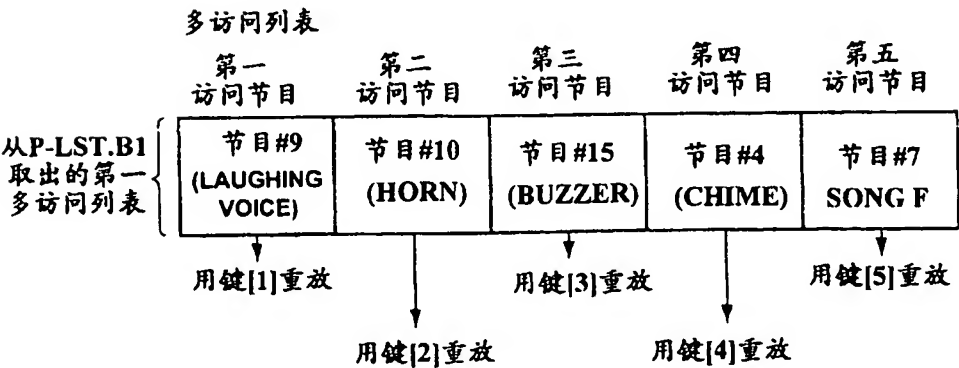 多访问列表
第一
访问节目
第二
访问节目
第三
访问节目
第四
访问节目
第五
访问节目
从P-LST.B1
取出的第一
多访问列表
节目#9
(LAUGHING
VOICE)
节目#10
(HORN)
节目#15
(BUZZER)
节目#4
(CHIME)
节目#7
SONG F
用键[1]重放
用键[2]重放
用键[3]重放
用键[4]重放
用键[5]重放